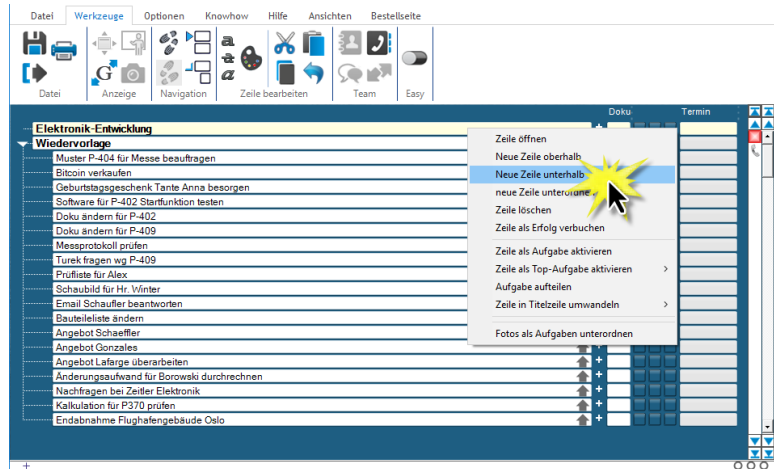 Datei Werkzeuge Optionen Knowhow Hilfe Ansichten Bestellseite
a
a
a
G
Datei Anzeige Navigation Zeile bearbeiten Team Easy
Doku Termin
Elektronik-Entwicklung
Wiedervorlage
Muster P-404 für Messe beauftragen
Bitcoin verkaufen
Geburtstagsgeschenk Tante Anna besorgen
Software für P-402 Startfunktion testen
Doku ändern für P-402
Doku ändern für P-409
Messprotokoll prüfen
Turek fragen wg P-409
Prüfliste für Alex
Schaubild für Hr. Winter
Email Schaufler beantworten
Bauteileliste ändern
Angebot Schaeffler
Angebot Gonzales
Angebot Lafarge überarbeiten
Änderungsaufwand für Borowski durchrechnen
Nachfragen bei Zeitler Elektronik
Kalkulation für P370 prüfen
Endabnahme Flughafengebäude Oslo
Zeile öffnen
Neue Zeile oberhalb
Neue Zeile unterhalb
neue Zeile unterordne
Zeile löschen
Zeile als Erfolg verbuchen
Zeile als Aufgabe aktivieren
Zeile als Top-Aufgabe aktivieren
Aufgabe aufteilen
Zeile in Titelzeile umwandeln
Fotos als Aufgaben unterordnen